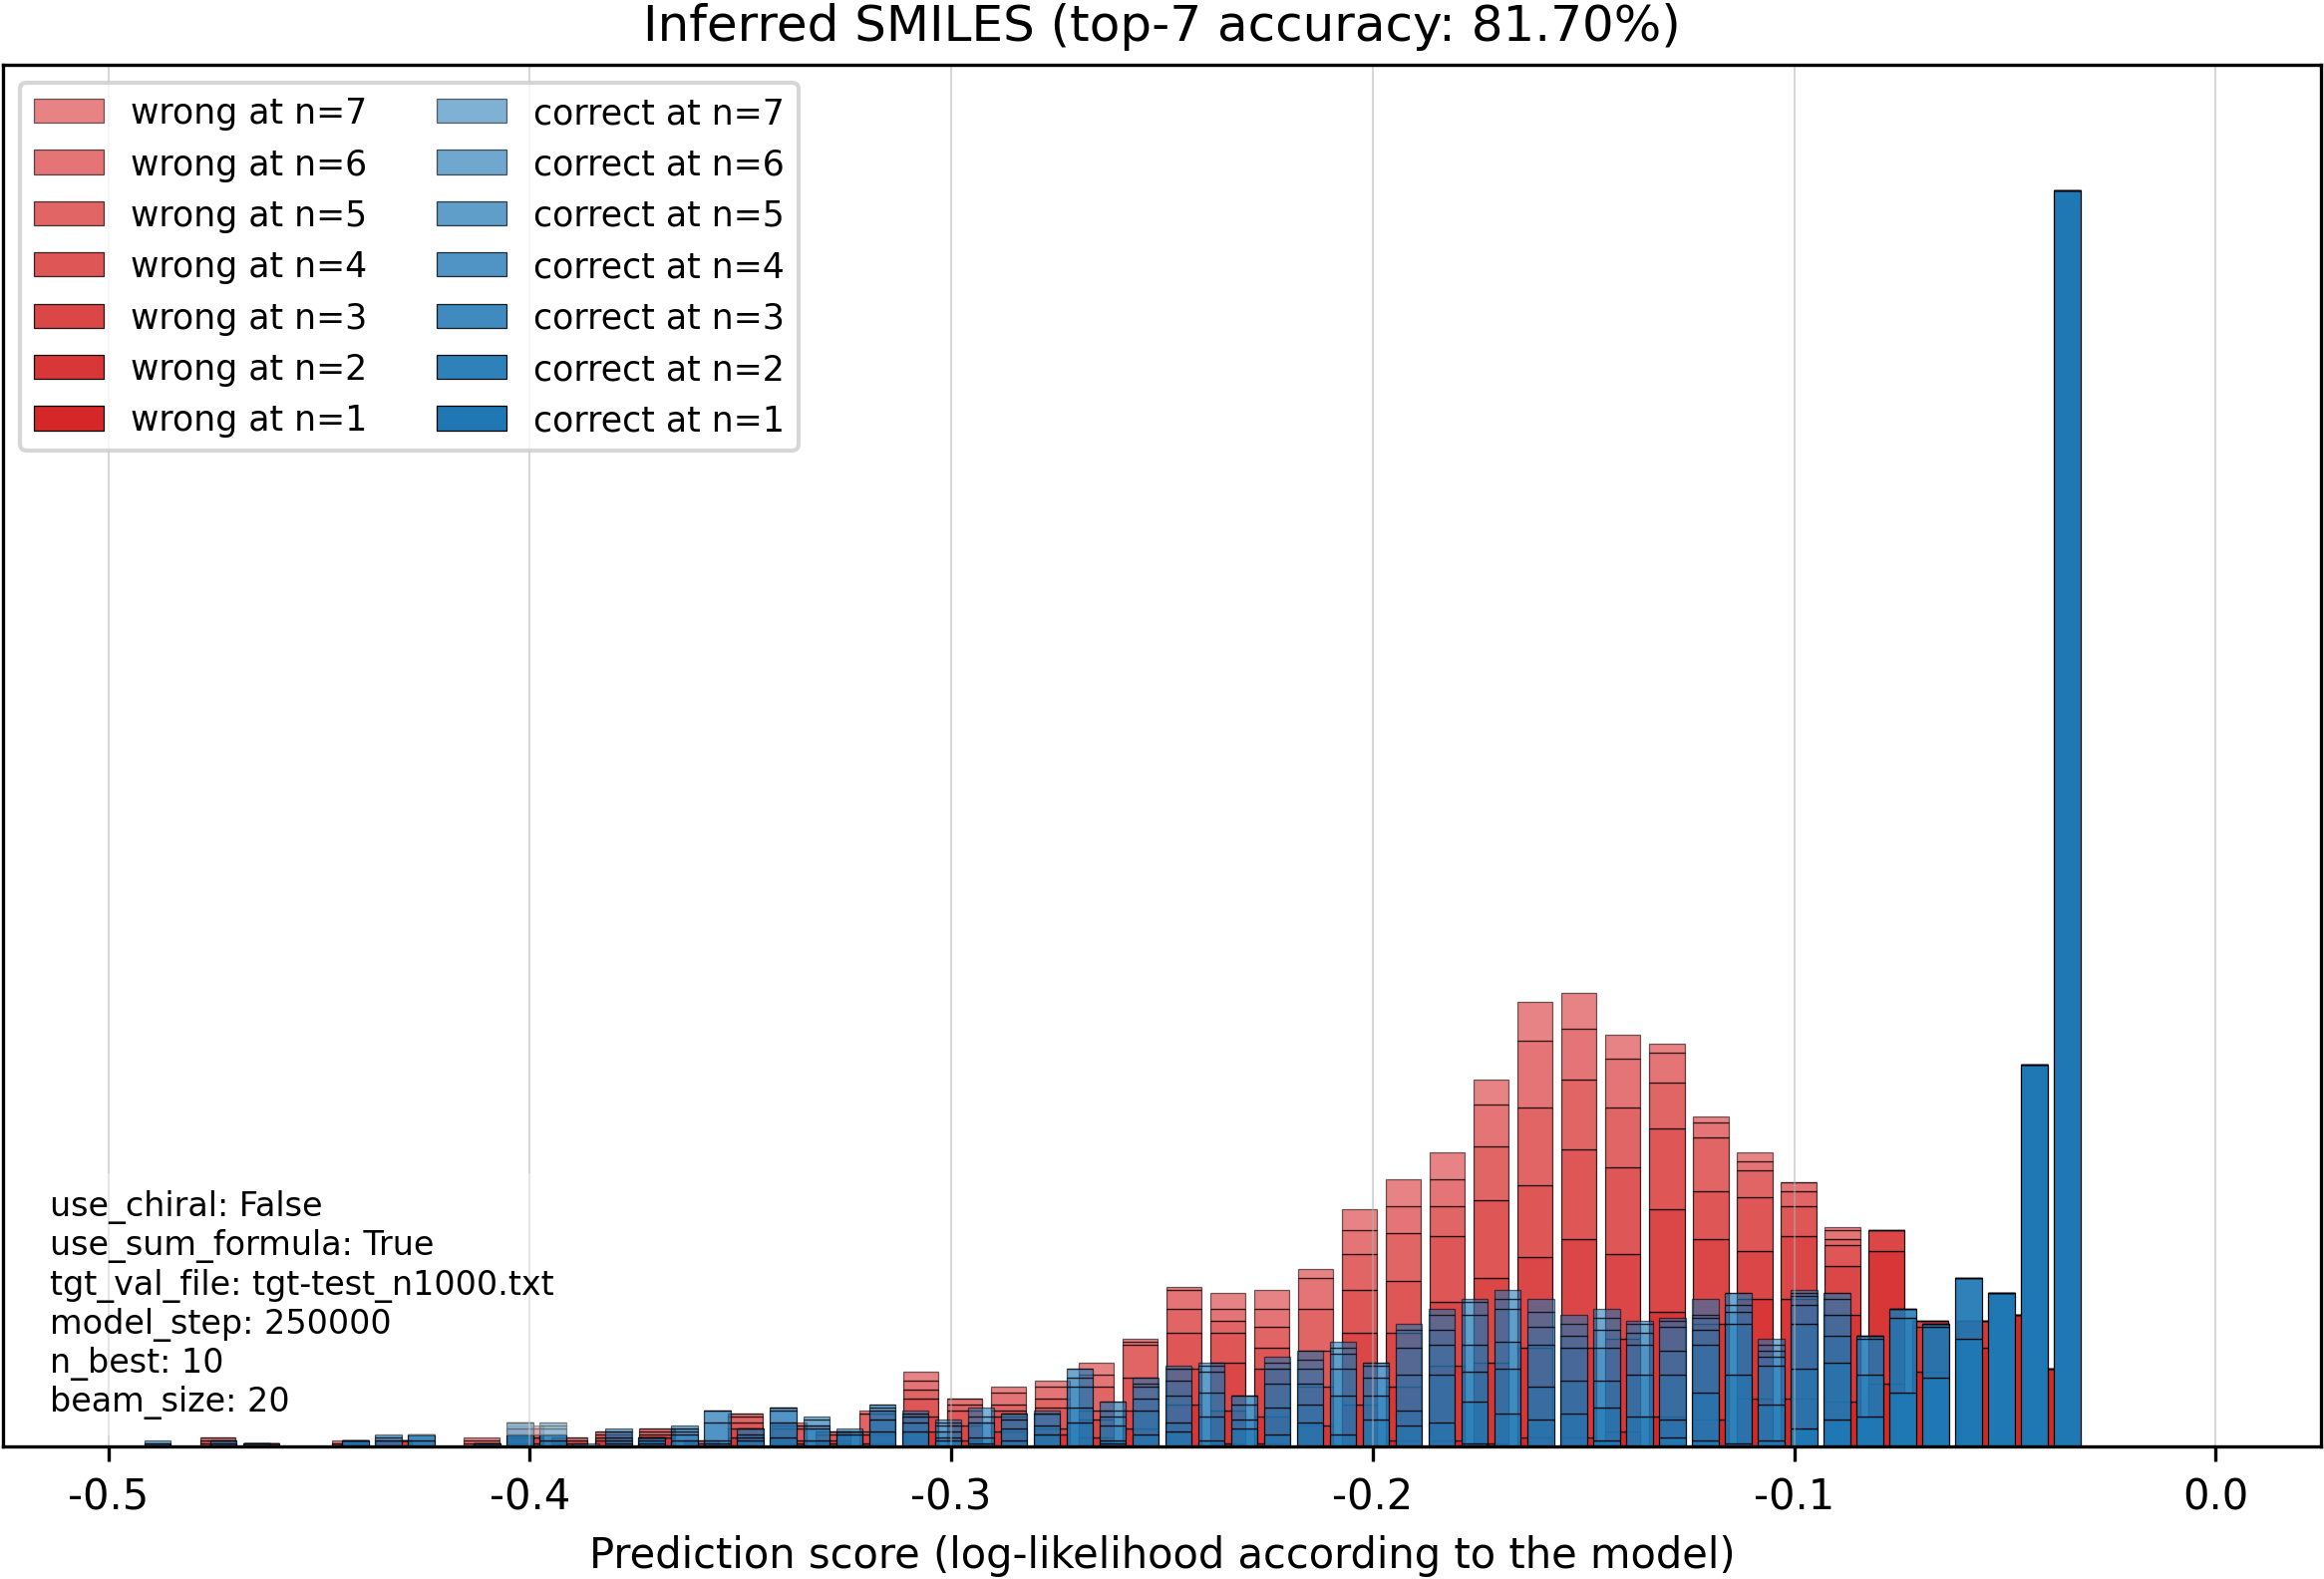 Inferred SMILES (top-7 accuracy: 81.70%)
wrong at n=7
wrong at n=6
wrong at n=5
wrong at n=4
wrong at n=3
wrong at n=2
wrong at n=1
correct at n=7
correct at n=6
correct at n=5
correct at n=4
correct at n=3
correct at n=2
correct at n=1
use_chiral: False
use_sum_formula: True
tgt_val_file: tgt-test_n1000.txt
model_step: 250000
n_best: 10
beam_size: 20
-0.5 -0.4 -0.3 -0.2 -0.1 0.0
Prediction score (log-likelihood according to the model)